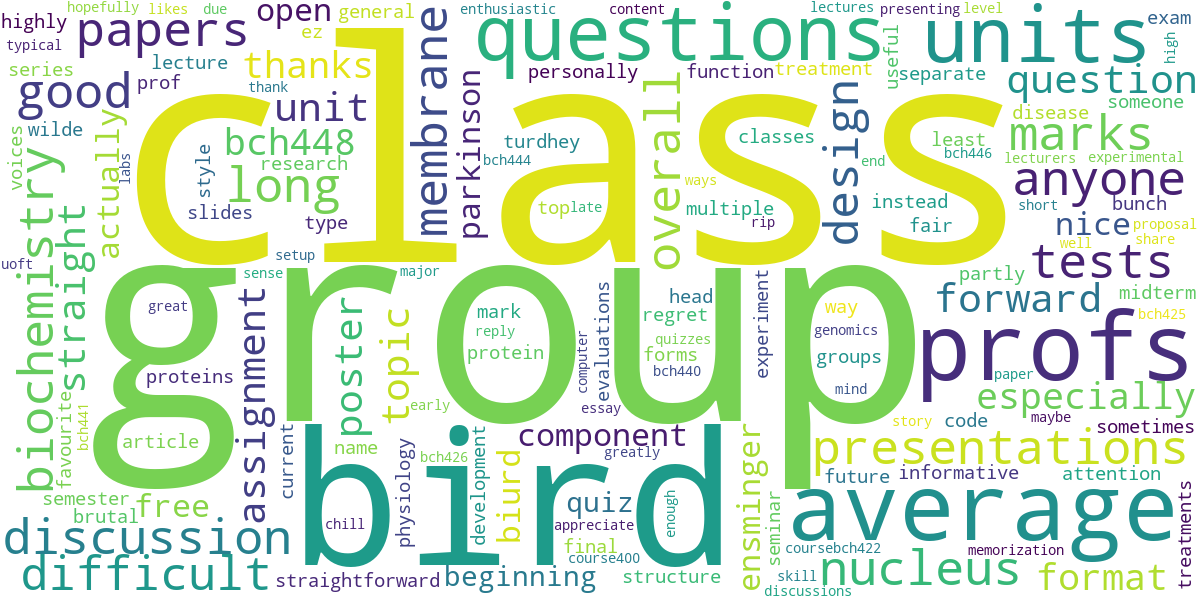 hopefully likes due
highly papers open general
typical ez
enthusiastic content lectures presenting level
questions units exam
high
series lecture thanks
good prof
membrane
personally function treatment useful separate question
thank
parkinson
unit
class
overall
design
someone
disease
marks
voices wilde actually labs
bch448
research
style
long
slides
type
turdhey
bch444
classes
ways
end
least
bch446
lecturers experimental
anyone
top late
multiple
rip
instead
fair
short bunch
nice proposal
share
well
tests
biochemistry
straight
uoft
setup
sense
major
group
great
partly
forward midterm
bch425
profs
assignment
poster
topic
mark
reply
protein
computer
evaluations
head
regret
quizzes
forms
bch440
experiment
way
genomics
groups
mind
paper
proteins
early
essay
especially
favourites
bch441
article
name
current
physiology
bch426
development
component
greatly
story code maybe sometimes
presentations
bird
biurd
ensminger
seminar
future informative attention
semester free
brutal
chill
quiz
appreciate
enough
final
course400
average
treatments
discussion
coursebch422
memorization
difficult
straightforward beginning structure
skill
nucleus format
discussions